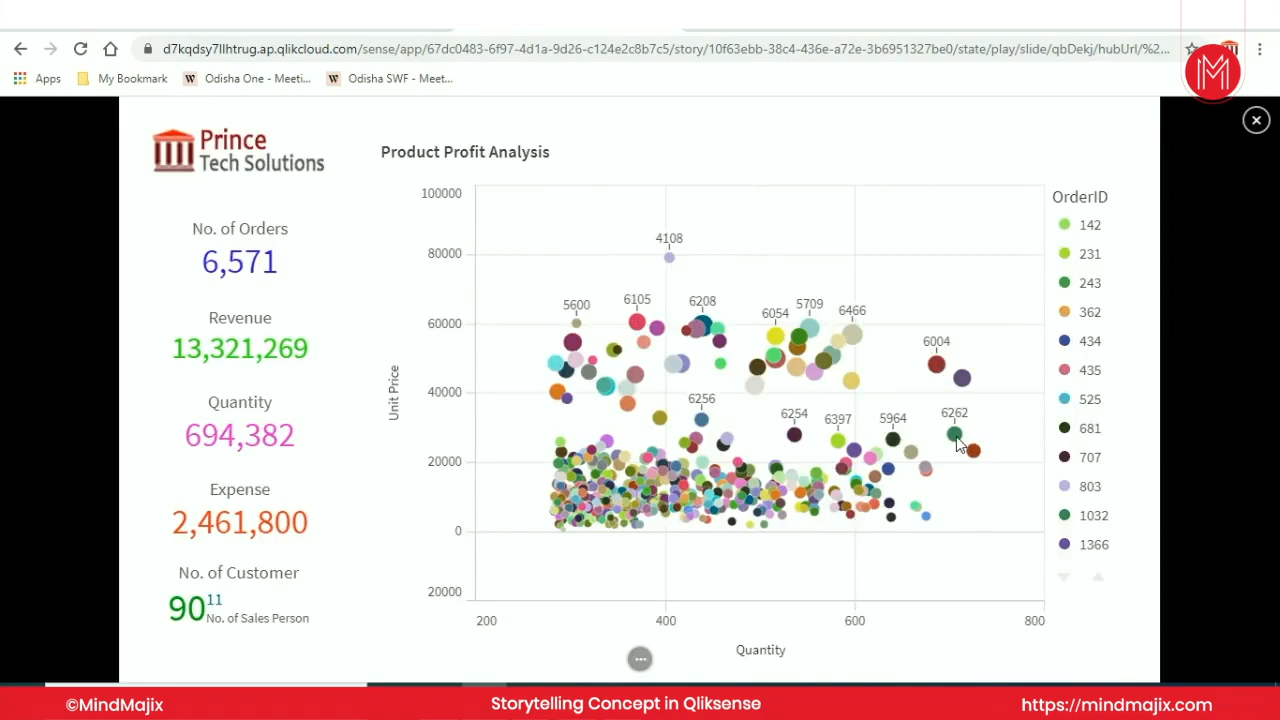 d7kqdsy7llhtrug.ap.qlikcloud.com/sense/app/67dc0483-6f97-4d1a-9d26-c124e2c8b7c5/story/10f63ebb-38c4-436e-a72e-3b6951327be0/state/play/slide/qbDekj/hubUrl/%2...
Apps My Bookmark W Odisha One - Meeti... W Odisha SWF - Meet...
M
Prince
Tech Solutions
Product Profit Analysis
No. of Orders
6,571
Revenue
13,321,269
Quantity
694,382
Expense
2,461,800
No. of Customer
90 11
No. of Sales Person
100000
80000
60000
40000
20000
0
20000
Unit Price
4108
5600 6105 6208 6054 5709 6466
6004
6256 6254 6397 5964 6262
200 400 600 800
Quantity
OrderID
142
231
243
362
434
435
525
681
707
803
1032
1366
©MindMajix Storytelling Concept in Qliksense https://mindmajix.com